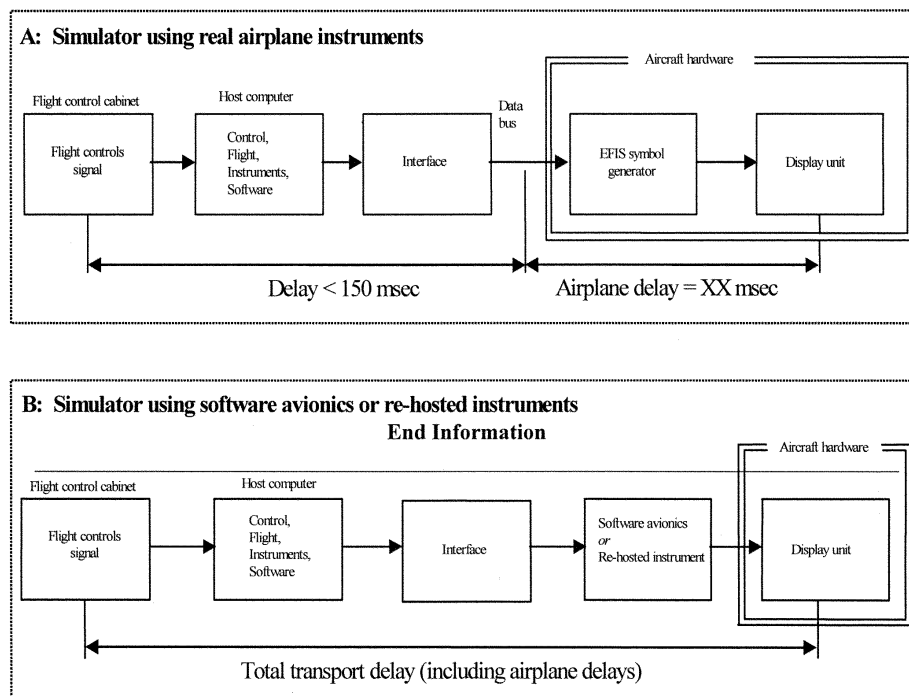 A: Simulator using real airplane instruments
Aircraft hardware
Flight control cabinet
Host computer
Data
bus
Flight controls
signal
Control,
Flight,
Instruments,
Software
Interface
EFIS symbol
generator
Display unit
Delay < 150 msec
Airplane delay = XX msec
B: Simulator using software avionics or re-hosted instruments
End Information
Aircraft hardware
Flight control cabinet
Host computer
Flight controls
signal
Control,
Flight,
Instruments,
Software
Interface
Software avionics
or
Re-hosted instrument
Display unit
Total transport delay (including airplane delays)